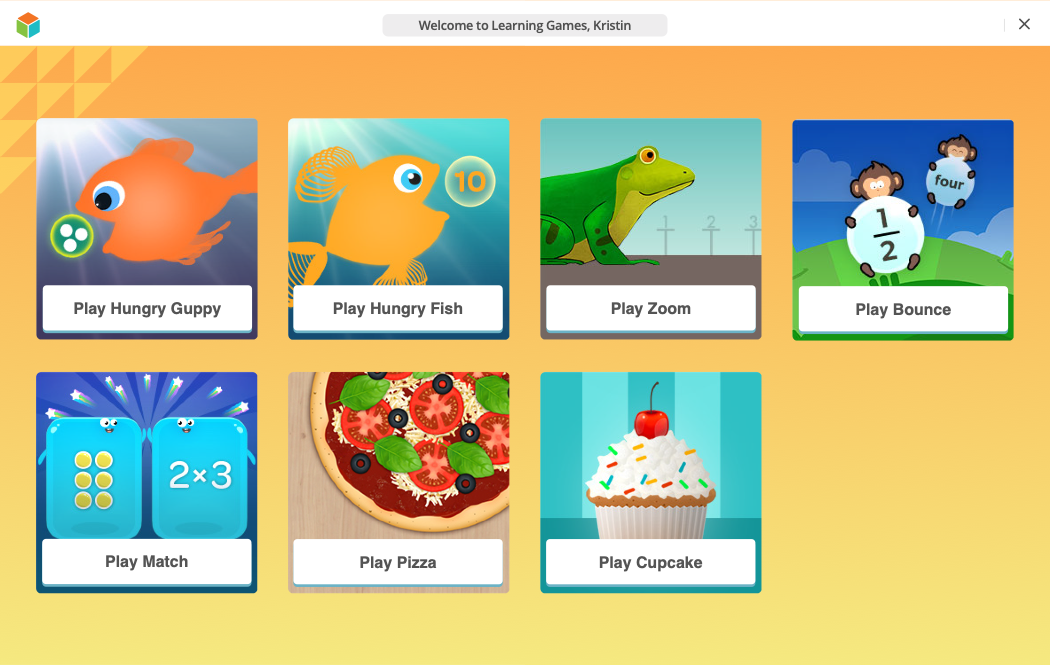 Welcome to Learning Games, Kristin
10
1 2 3
four
1
2
Play Hungry Guppy
Play Hungry Fish
Play Zoom
Play Bounce
2×3
Play Match
Play Pizza
Play Cupcake